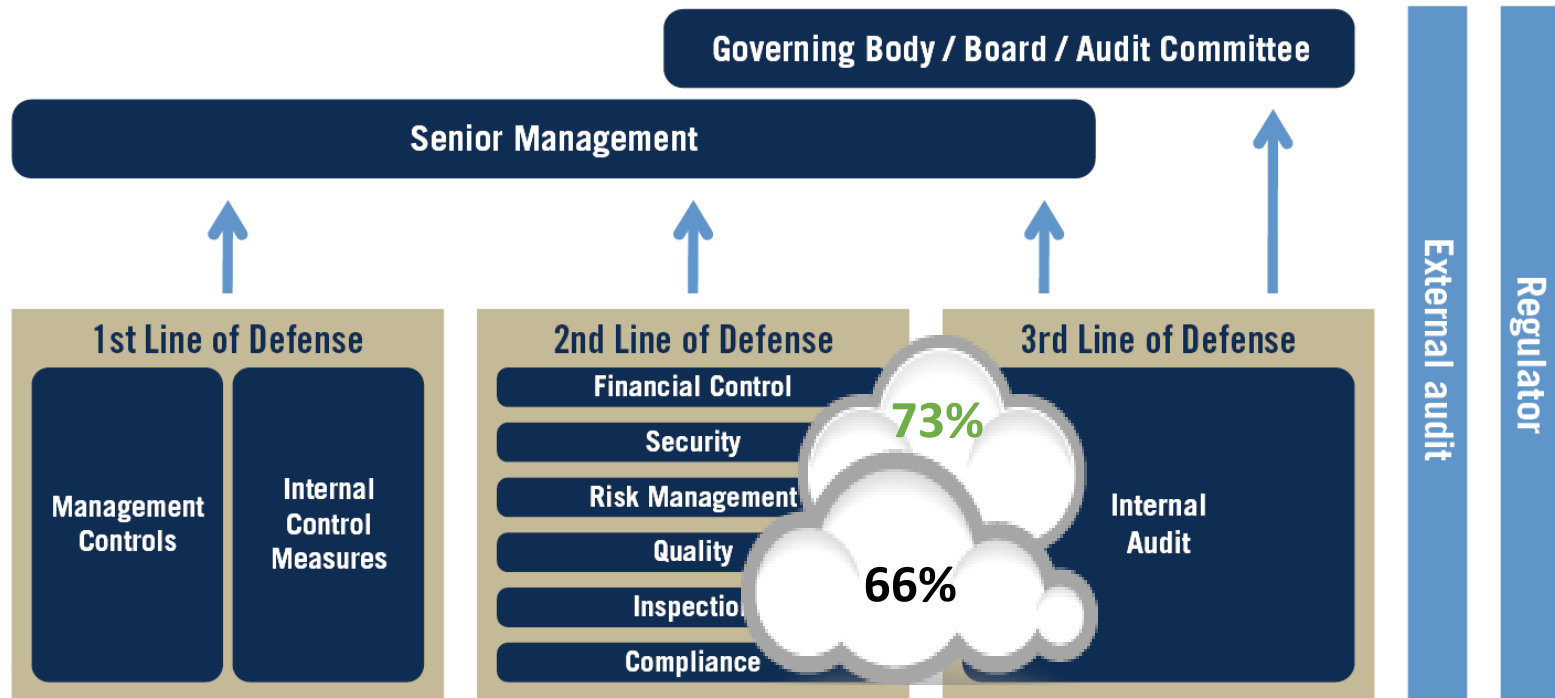 Governing Body / Board / Audit Committee
Senior Management
1st Line of Defense
Management
Controls
Internal
Control
Measures
2nd Line of Defense
Financial Control
Security
Risk Management
Quality
Inspection
Compliance
3rd Line of Defense
Internal
Audit
73%
66%
External audit
Regulator